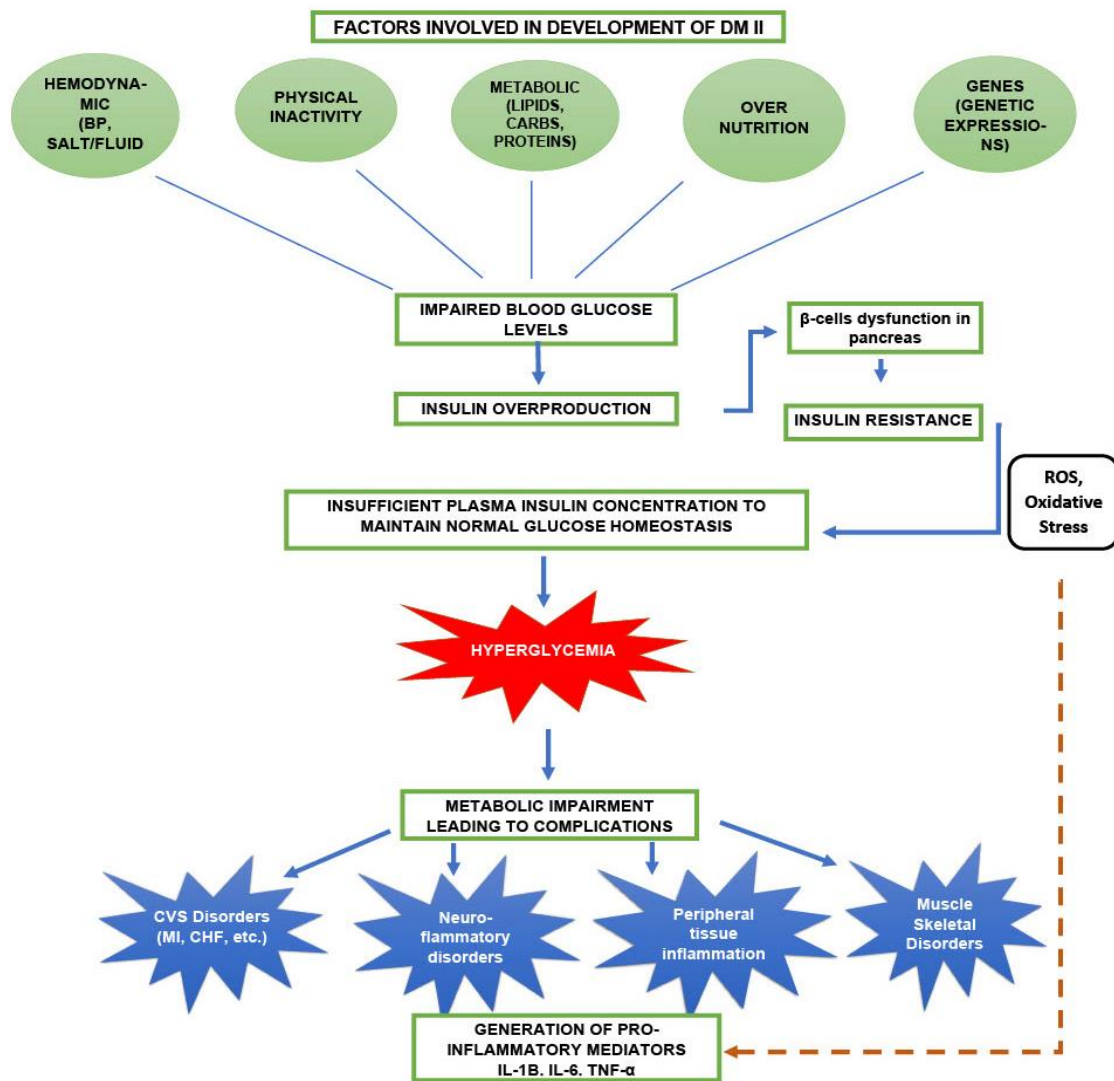 FACTORS INVOLVED IN DEVELOPMENT OF DM II
HEMODYNA-
MIC
(BP,
SALT/FLUID
PHYSICAL
INACTIVITY
METABOLIC
(LIPIDS,
CARBS,
PROTEINS)
OVER
NUTRITION
GENES
(GENETIC
EXPRESSIO-
NS)
IMPAIRED BLOOD GLUCOSE
LEVELS
β-cells dysfunction in
pancreas
INSULIN OVERPRODUCTION
INSULIN RESISTANCE
ROS,
Oxidative
Stress
INSUFFICIENT PLASMA INSULIN CONCENTRATION TO
MAINTAIN NORMAL GLUCOSE HOMEOSTASIS
HYPERGLYCEMIA
METABOLIC IMPAIRMENT
LEADING TO COMPLICATIONS
CVS Disorders
(MI, CHF, etc.)
Neuro-
flammatory
disorders
Peripheral
tissue
inflammation
Muscle
Skeletal
Disorders
GENERATION OF PRO-
INFLAMMATORY MEDIATORS
IL-1B, IL-6, TNF-α